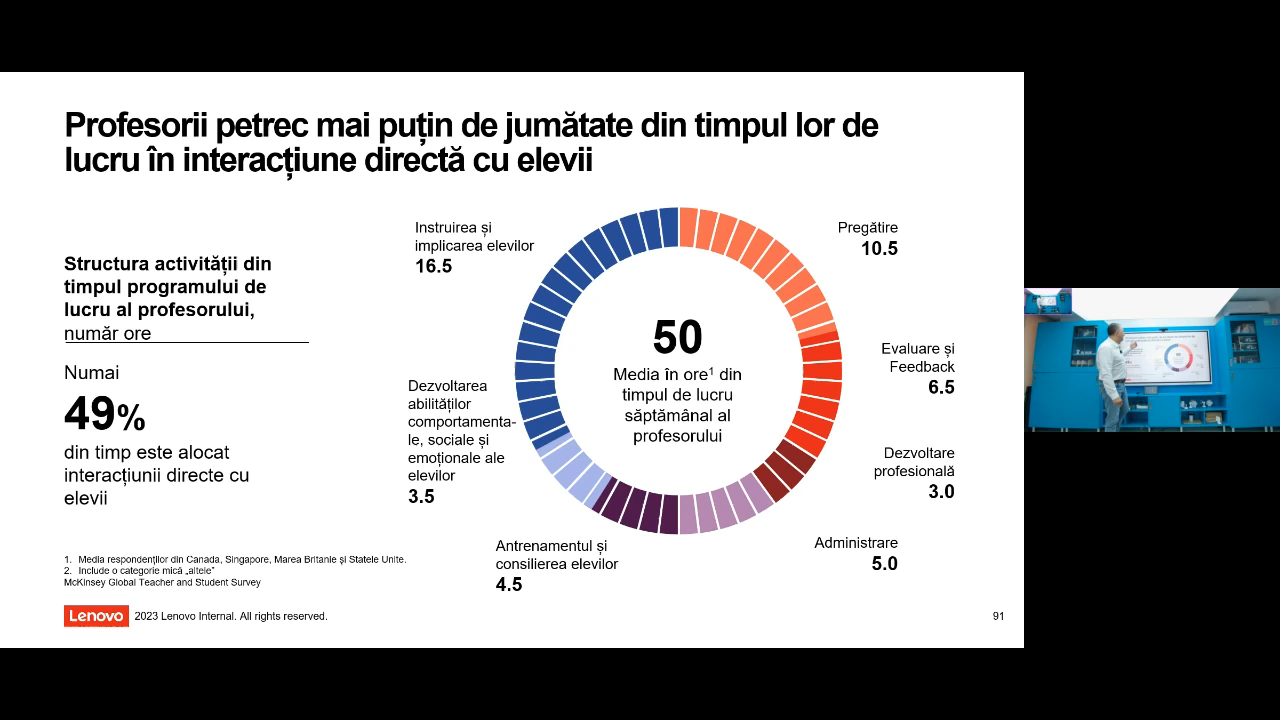 Profesorii petrec mai puțin de jumătate din timpul lor de
lucru în interacțiune directă cu elevii
Structura activității din
timpul programului de
lucru al profesorului,
număr ore
Numai
49%
din timp este alocat
interacțiunii directe cu
elevii
Instruirea și
implicarea elevilor
16.5
Dezvoltarea
abilităților
comportamenta-
le, sociale și
emoționale ale
elevilor
3.5
Antrenamentul și
consilierea elevilor
4.5
50
Media în ore¹ din
timpul de lucru
săptămânal al
profesorului
Pregătire
10.5
Evaluare și
Feedback
6.5
Dezvoltare
profesională
3.0
Administrare
5.0
1. Media respondenților din Canada, Singapore, Marea Britanie și Statele Unite.
2. Include o categorie mică „altele”
McKinsey Global Teacher and Student Survey
Lenovo 2023 Lenovo Internal. All rights reserved.
91